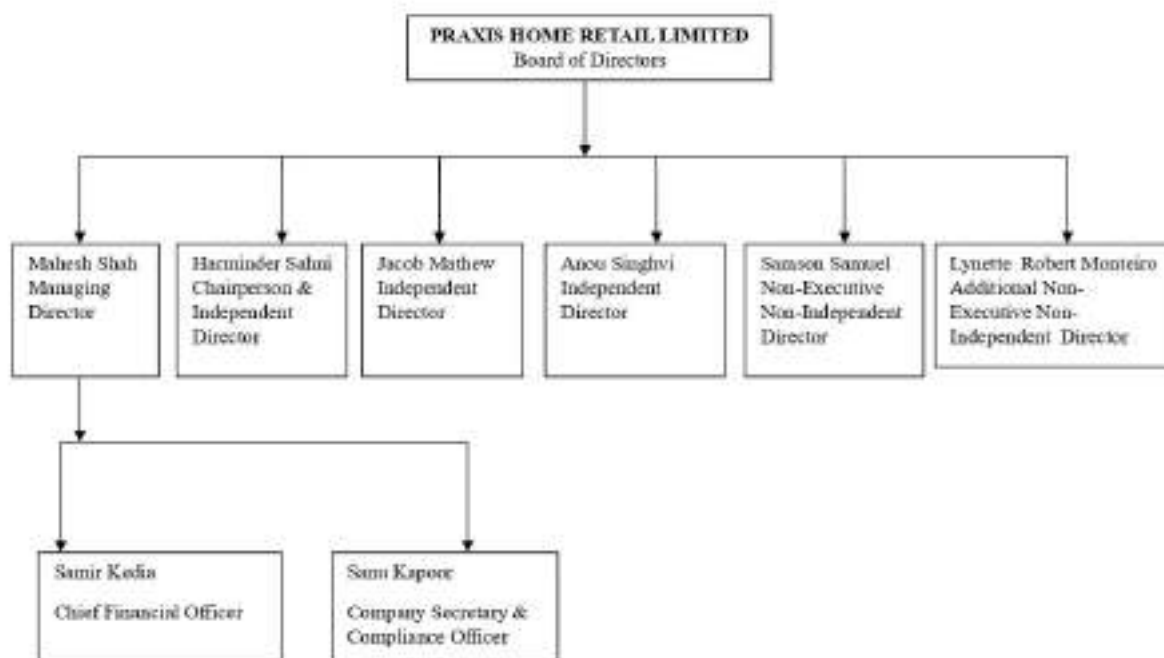 PRAXIS HOME RETAIL LIMITED
Board of Directors
Mahesh Shah
Managing
Director
Harminder Sahni
Chairperson &
Independent
Director
Jacob Mathew
Independent
Director
Anou Singhvi
Independent
Director
Samson Samuel
Non-Executive
Non-Independent
Director
Lynette Robert Monteiro
Additional Non-
Executive Non-
Independent Director
Samir Kedia
Chief Financial Officer
Kapoor
Company Secretary &
Compliance Officer